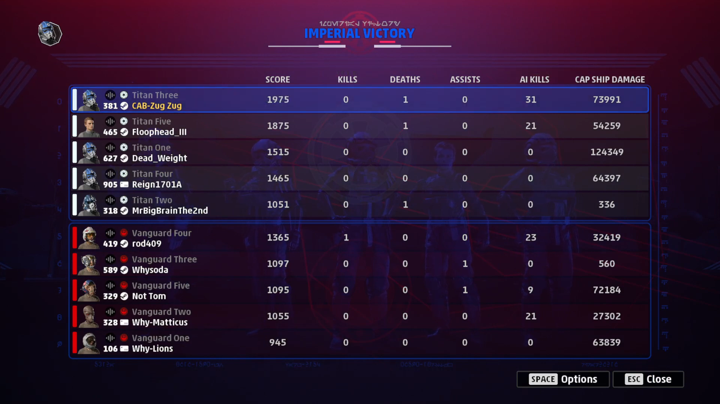 IMPERIAL VICTORY
SCORE KILLS DEATHS ASSISTS AI KILLS CAP SHIP DAMAGE
Titan Three
381 CAB-Zug Zug 1975 0 1 0 31 73991
Titan Five
465 Floophead_III 1875 0 1 0 21 54259
Titan One
627 Dead_Weight 1515 0 0 0 0 124349
Titan Four
905 Reign1701A 1465 0 0 0 0 64397
Titan Two
318 MrBigBrainThe2nd 1051 0 1 0 0 336
Vanguard Four
419 rod409 1365 1 0 0 23 32419
Vanguard Three
589 Whysoda 1097 0 0 1 0 560
Vanguard Five
329 Not Tom 1095 0 0 1 9 72184
Vanguard Two
328 Why-Matticus 1055 0 0 0 21 27302
Vanguard One
106 Why-Lions 945 0 0 0 0 63839
SPACE Options ESC Close